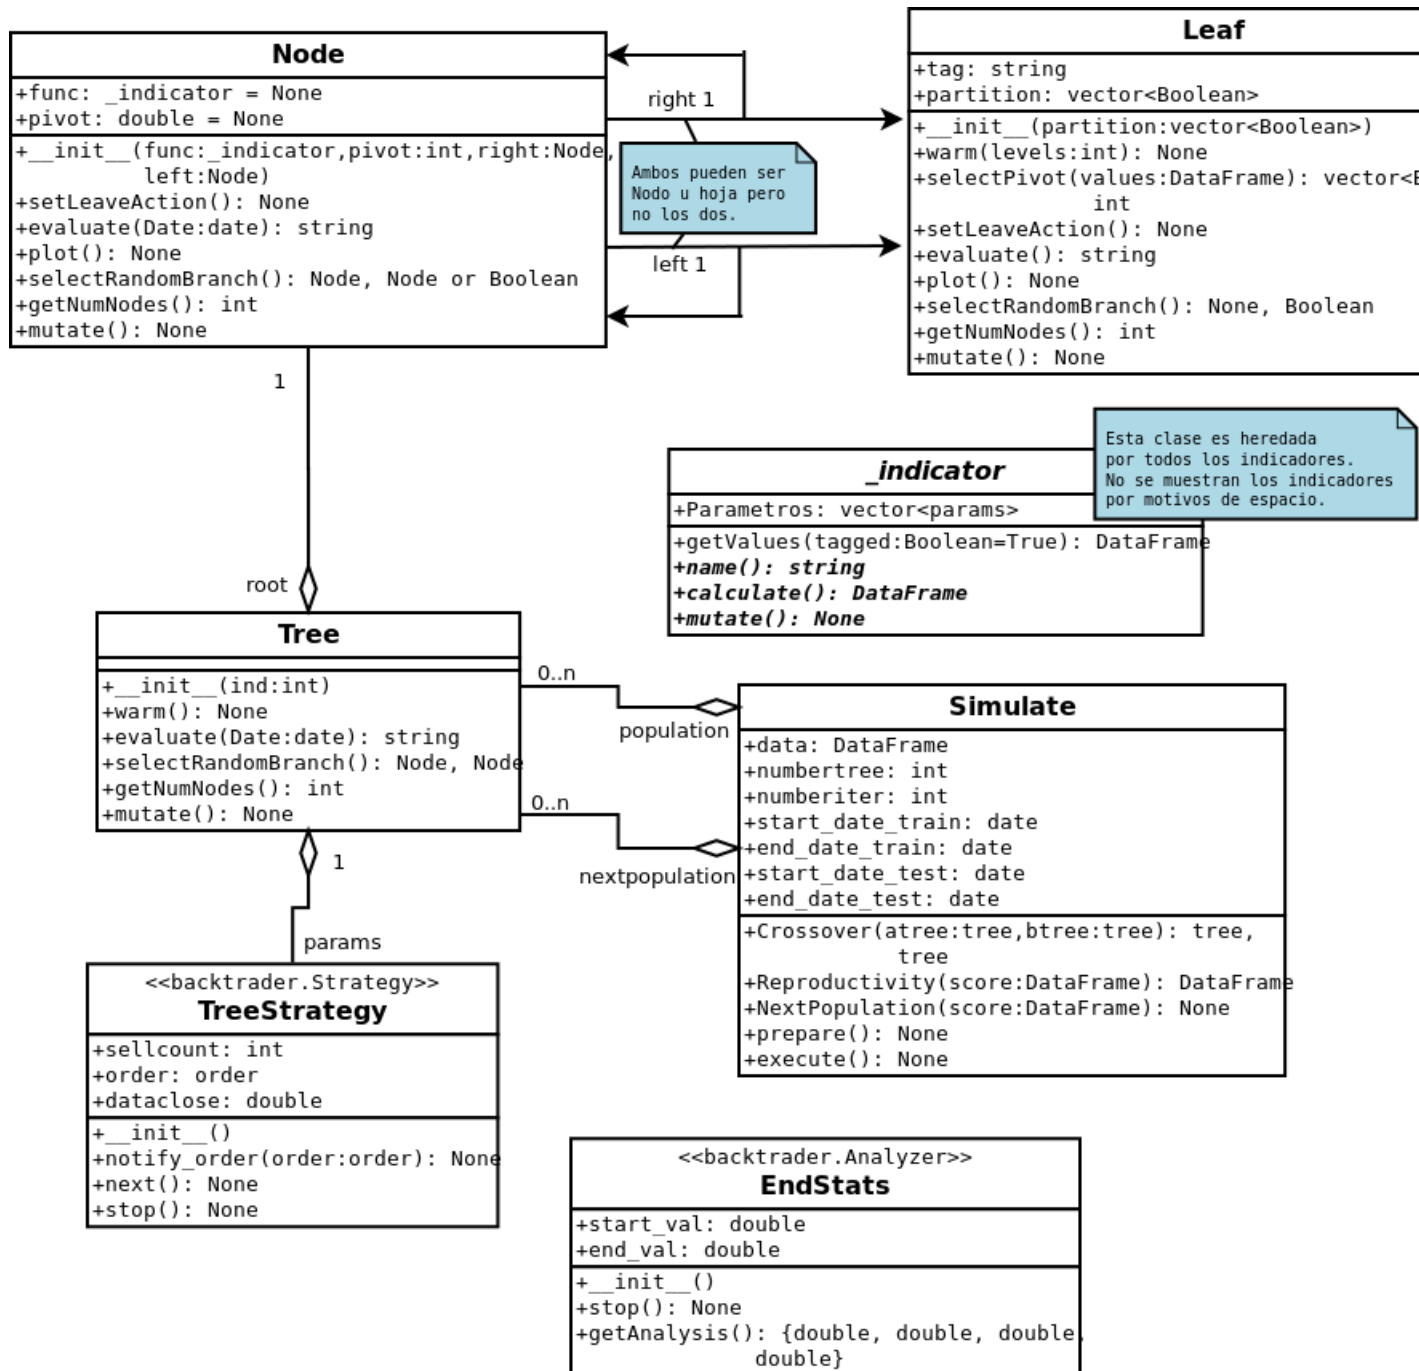 Node
+func: _indicator = None
+pivot: double = None
+__init__(func:_indicator,pivot:int,right:Node,
left:Node)
+setLeaveAction(): None
+evaluate(Date:date): string
+plot(): None
+selectRandomBranch(): Node, Node or Boolean
+getNumNodes(): int
+mutate(): None
right 1
Ambos pueden ser
Nodo u hoja pero
no los dos.
left 1
Leaf
+tag: string
+partition: vector<Boolean>
+__init__(partition:vector<Boolean>)
+warm(levels:int): None
+selectPivot(values:DataFrame): vector<
int
+setLeaveAction(): None
+evaluate(): string
+plot(): None
+selectRandomBranch(): None, Boolean
+getNumNodes(): int
+mutate(): None
1
root
Esta clase es heredada
por todos los indicadores.
No se muestran los indicadores
por motivos de espacio.
_indicator
+Parametros: vector<params>
+getValues(tagged:Boolean=True): DataFrame
+name(): string
+calculate(): DataFrame
+mutate(): None
Tree
+__init__(ind:int)
+warm(): None
+evaluate(Date:date): string
+selectRandomBranch(): Node, Node
+getNumNodes(): int
+mutate(): None
0..n
population
0..n
nextpopulation
Simulate
+data: DataFrame
+numbertree: int
+numberiter: int
+start_date_train: date
+end_date_train: date
+start_date_test: date
+end_date_test: date
+Crossover(atree:tree,btree:tree): tree,
tree
+Reproductivity(score:DataFrame): DataFrame
+NextPopulation(score:DataFrame): None
+prepare(): None
+execute(): None
1
params
<<backtrader.Strategy>>
TreeStrategy
+sellcount: int
+order: order
+dataclose: double
+__init__()
+notify_order(order:order): None
+next(): None
+stop(): None
<<backtrader.Analyzer>>
EndStats
+start_val: double
+end_val: double
+__init__()
+stop(): None
+getAnalysis(): {double, double, double,
double}